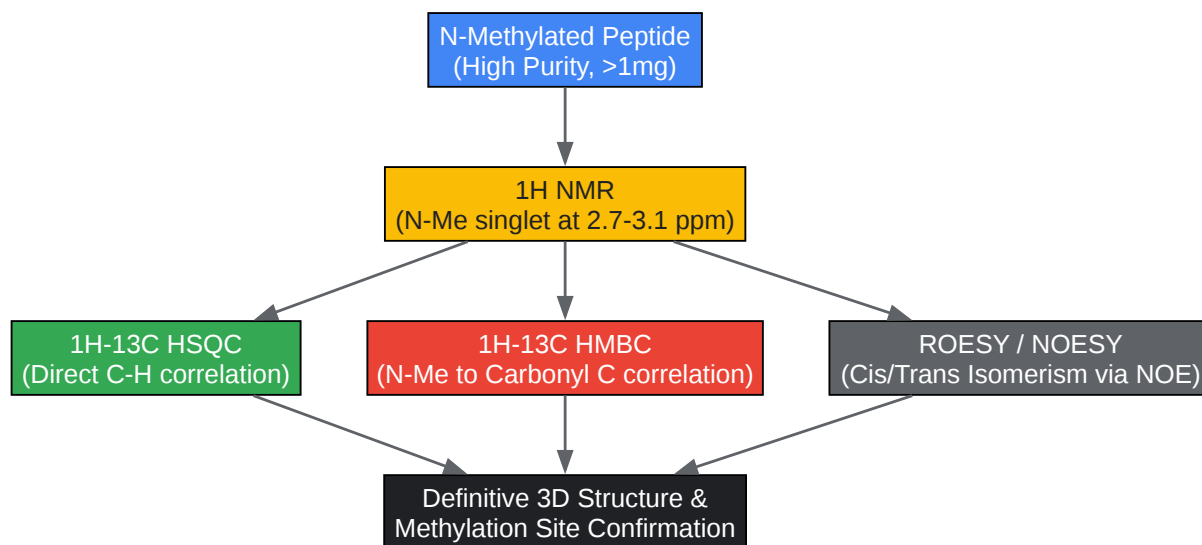 N-Methylated Peptide
(High Purity, >1mg)
1H NMR
(N-Me singlet at 2.7-3.1 ppm)
1H-13C HSQC
(Direct C-H correlation)
1H-13C HMBC
(N-Me to Carbonyl C correlation)
ROESY / NOESY
(Cis/Trans Isomerism via NOE)
Definitive 3D Structure &
Methylation Site Confirmation